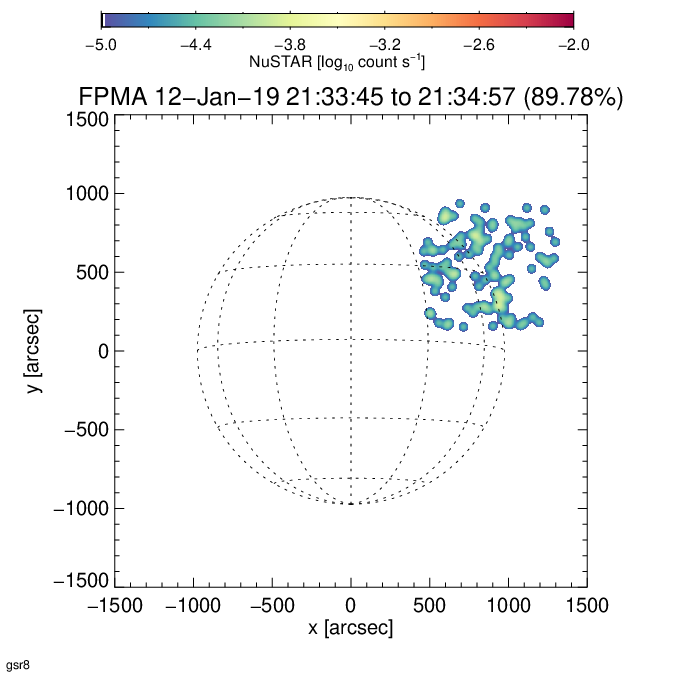 −5.0 −4.4 −3.8 −3.2 −2.6 −2.0
NuSTAR [log10 count s−1]
FPMA 12−Jan−19 21:33:45 to 21:34:57 (89.78%)
1500
1000
500
0
−500
−1000
−1500
y [arcsec]
−1500 −1000 −500 0 500 1000 1500
x [arcsec]
gsr8